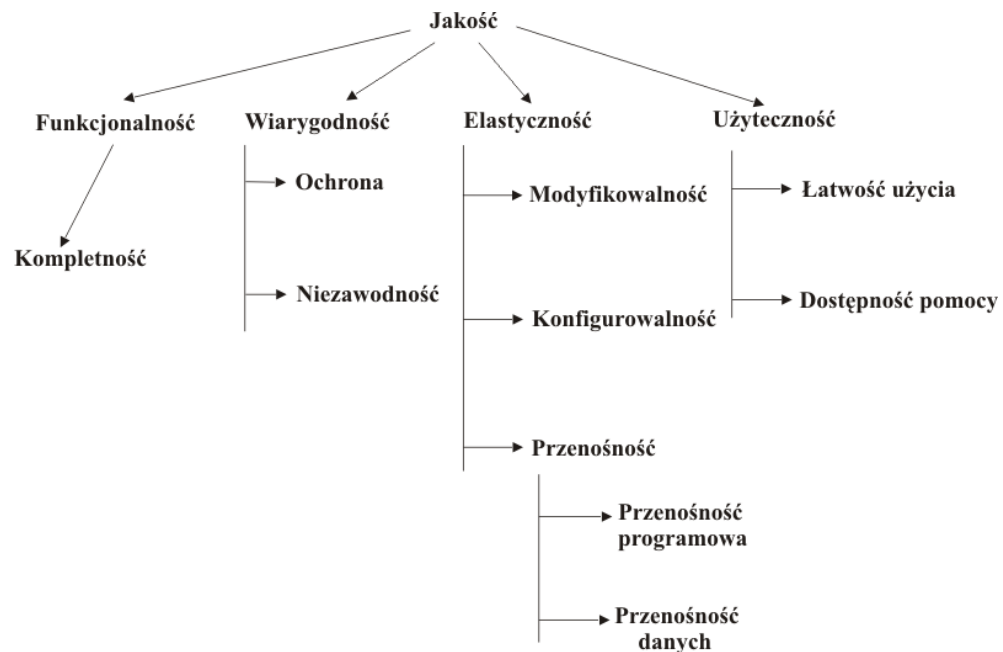 Jakość
Funkcjonalność
Wiarygodność
Elastyczność
Użyteczność
Ochrona
Modyfikowalność
Łatwość użycia
Kompletność
Niezawodność
Konfigurowalność
Dostępność pomocy
Przenośność
Przenośność
programowa
Przenośność
danych